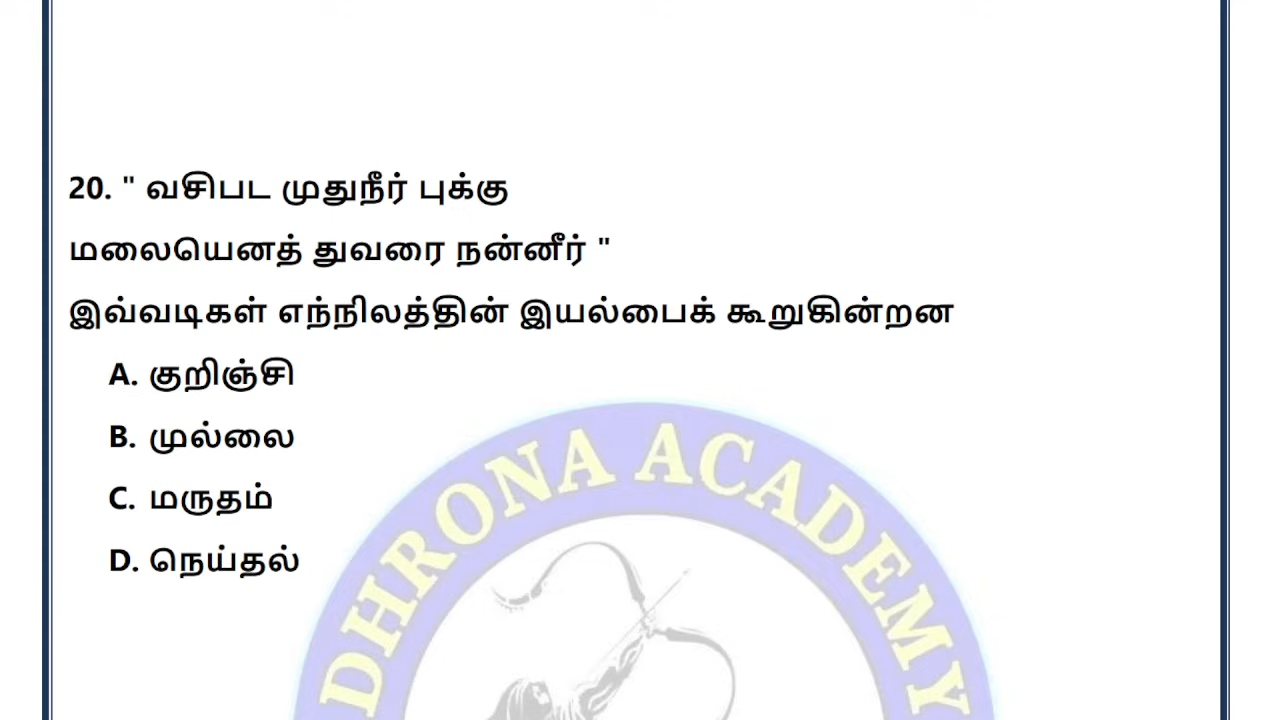 20. " வசிபட முதுநீர் புக்கு
மலையெனத் துவரை நன்னீர் "
இவ்வடிகள் எந்நிலத்தின் இயல்பைக் கூறுகின்றன
A. குறிஞ்சி
B. முல்லை
C. மருதம்
D. நெய்தல்
DHRONA ACADEMY